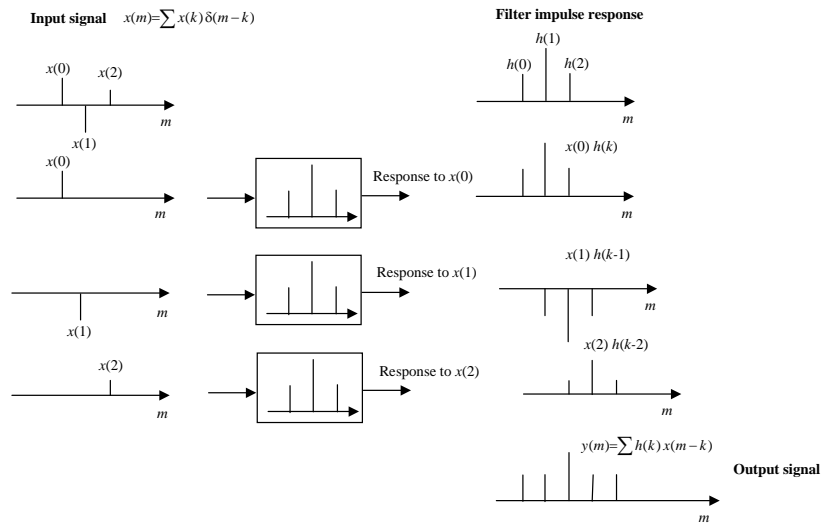 Input signal x(m)=∑ x(k) δ(m−k)
Filter impulse response
x(0)
x(2)
x(1)
m
h(0)
h(1)
h(2)
m
x(0)
m
Response to x(0)
x(0) h(k)
m
x(1)
m
Response to x(1)
x(1) h(k-1)
m
x(2)
m
Response to x(2)
x(2) h(k-2)
m
y(m)=∑ h(k) x(m−k)
Output signal
m